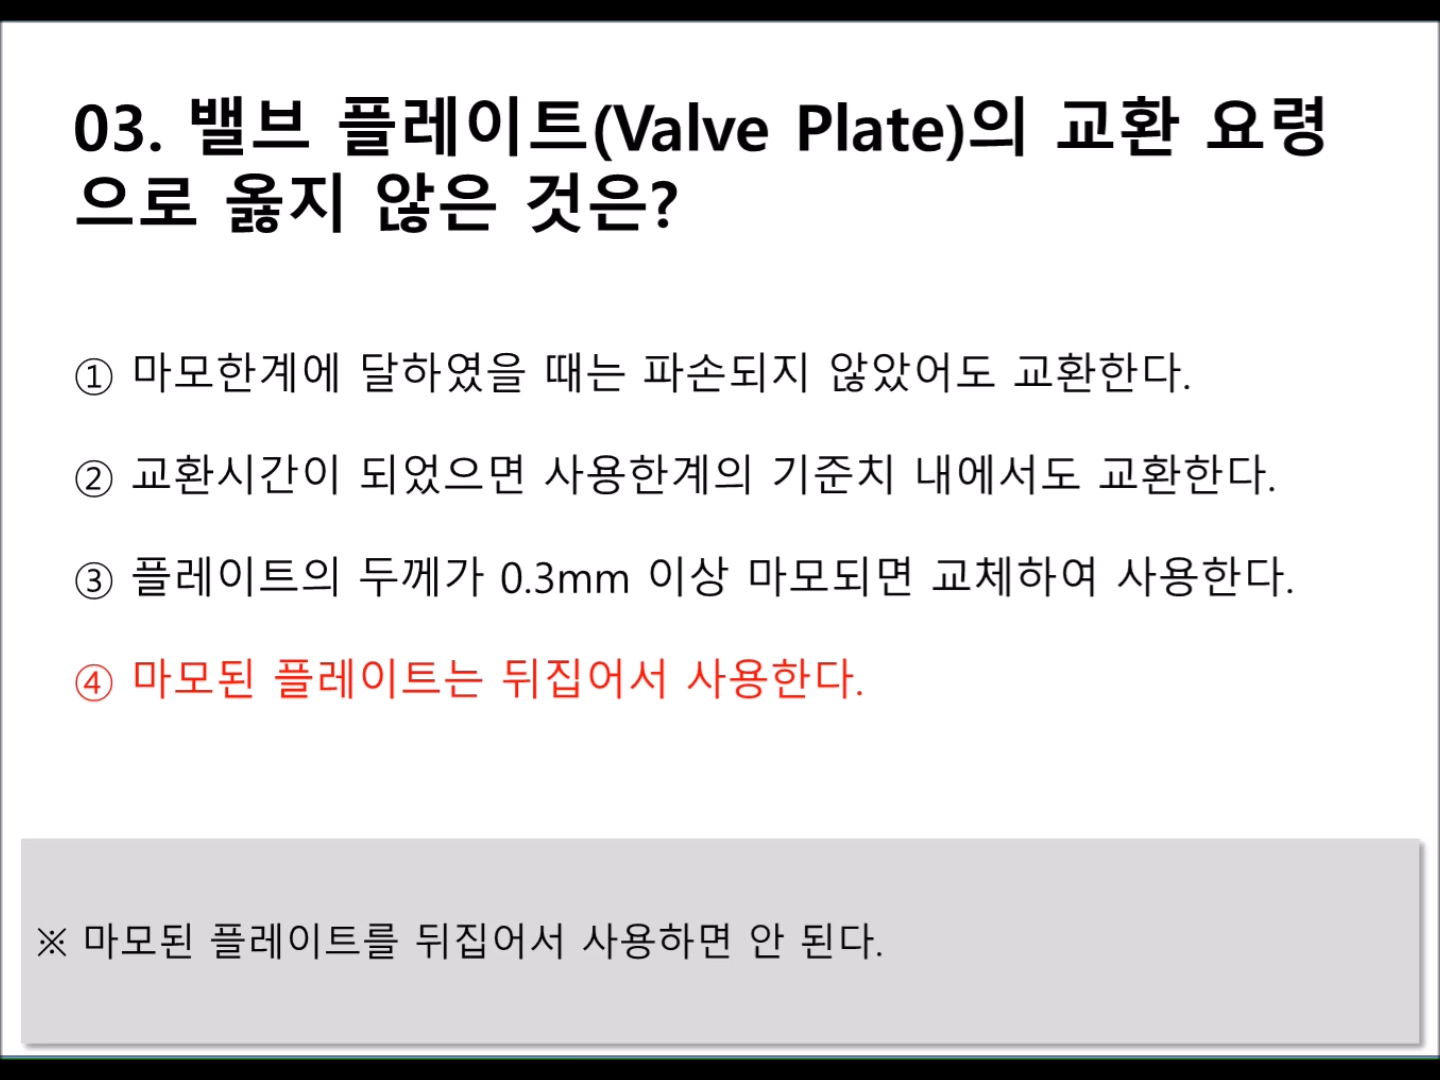 03. 밸브 플레이트(Valve Plate)의 교환 요령
으로 옳지 않은 것은?
① 마모한계에 달하였을 때는 파손되지 않았어도 교환한다.
② 교환시간이 되었으면 사용한계의 기준치 내에서도 교환한다.
③ 플레이트의 두께가 0.3mm 이상 마모되면 교체하여 사용한다.
④ 마모된 플레이트는 뒤집어서 사용한다.
※ 마모된 플레이트를 뒤집어서 사용하면 안 된다.